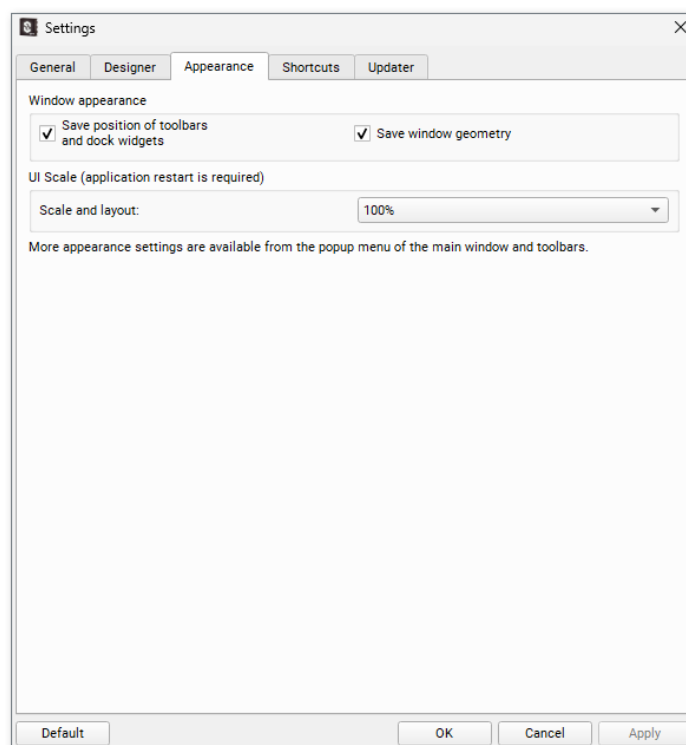 Settings
General Designer Appearance Shortcuts Updater
Window appearance
Save position of toolbars
and dock widgets
Save window geometry
UI Scale (application restart is required)
Scale and layout: 100%
More appearance settings are available from the popup menu of the main window and toolbars.
Default OK Cancel Apply